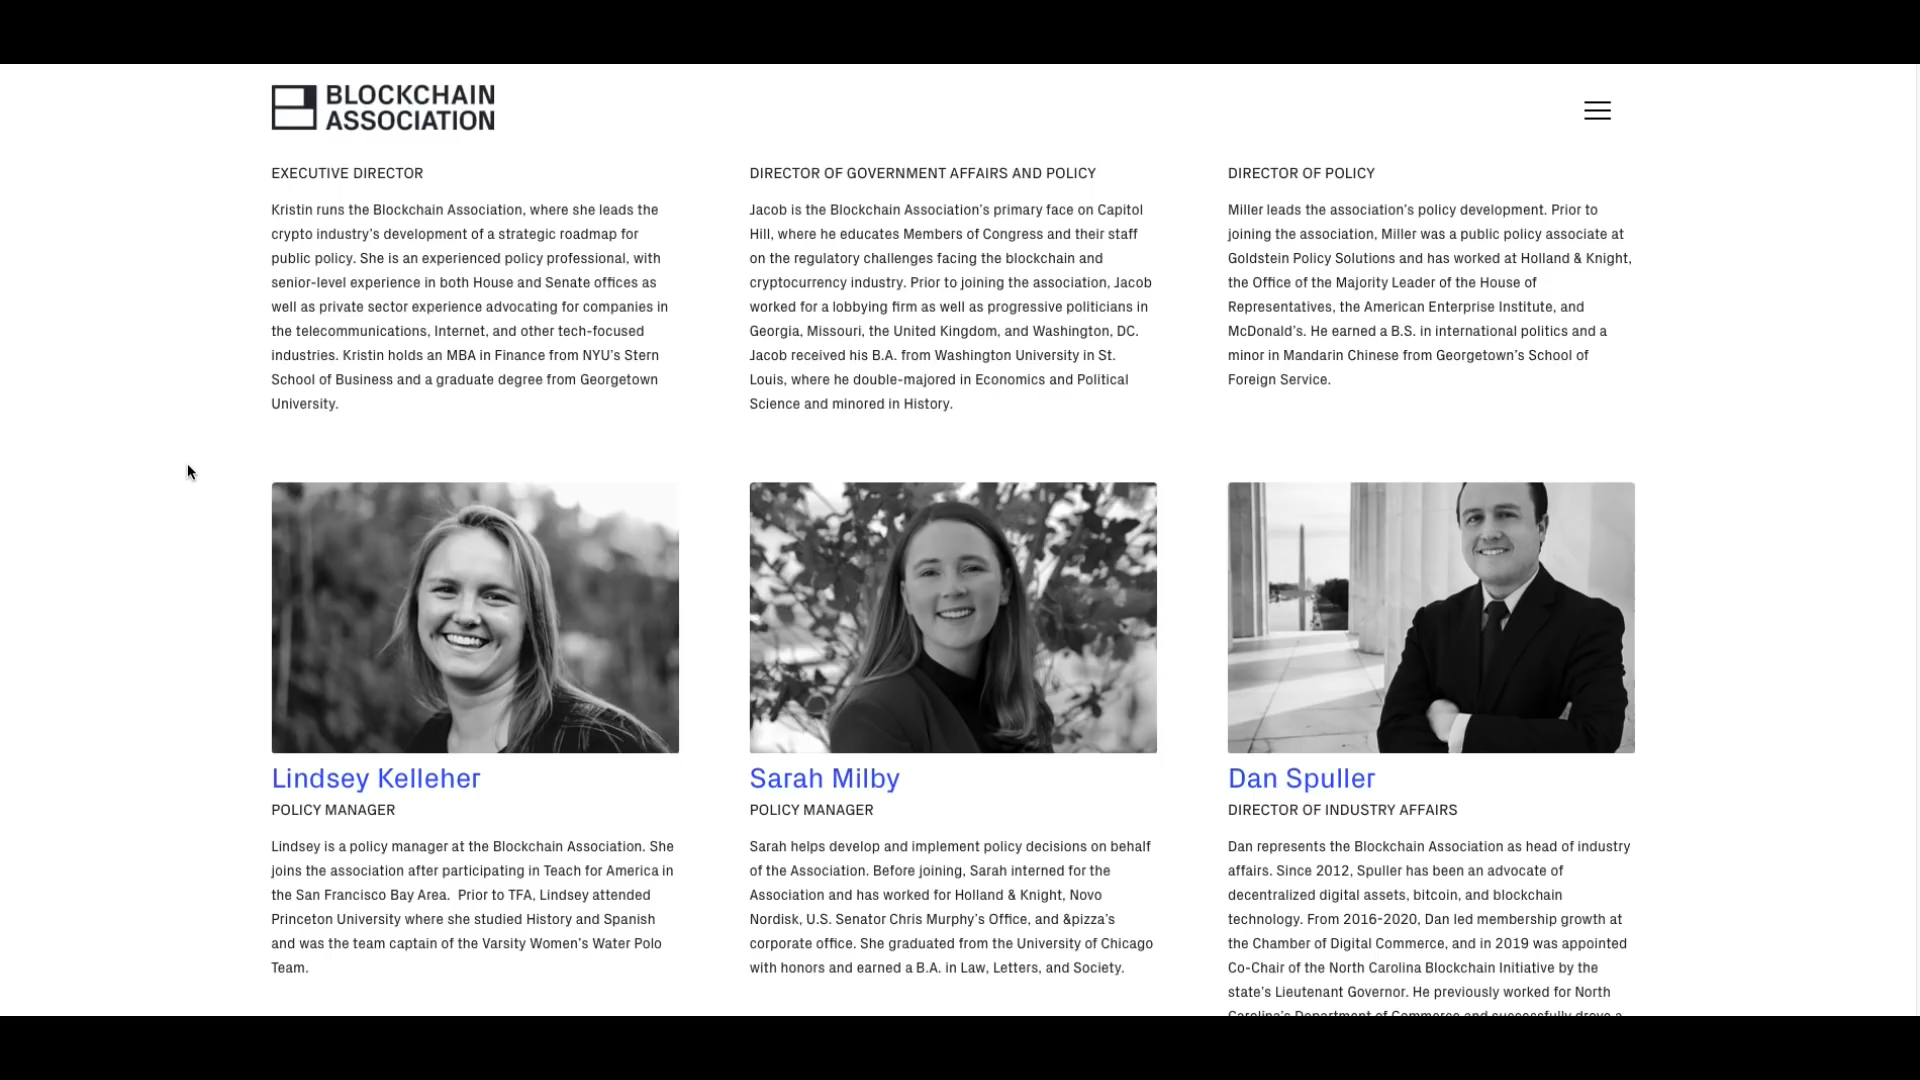 BLOCKCHAIN
ASSOCIATION
EXECUTIVE DIRECTOR
Kristin runs the Blockchain Association, where she leads the
crypto industry's development of a strategic roadmap for
public policy. She is an experienced policy professional, with
senior-level experience in both House and Senate offices as
well as private sector experience advocating for companies in
the telecommunications, Internet, and other tech-focused
industries. Kristin holds an MBA in Finance from NYU's Stern
School of Business and a graduate degree from Georgetown
University.
DIRECTOR OF GOVERNMENT AFFAIRS AND POLICY
Jacob is the Blockchain Association's primary face on Capitol
Hill, where he educates Members of Congress and their staff
on the regulatory challenges facing the blockchain and
cryptocurrency industry. Prior to joining the association, Jacob
worked for a lobbying firm as well as progressive politicians in
Georgia, Missouri, the United Kingdom, and Washington, DC.
Jacob received his B.A. from Washington University in St.
Louis, where he double-majored in Economics and Political
Science and minored in History.
DIRECTOR OF POLICY
Miller leads the association's policy development. Prior to
joining the association, Miller was a public policy associate at
Goldstein Policy Solutions and has worked at Holland & Knight,
the Office of the Majority Leader of the House of
Representatives, the American Enterprise Institute, and
McDonald's. He earned a B.S. in international politics and a
minor in Mandarin Chinese from Georgetown's School of
Foreign Service.
Lindsey Kelleher
POLICY MANAGER
Lindsey is a policy manager at the Blockchain Association. She
joins the association after participating in Teach for America in
the San Francisco Bay Area. Prior to TFA, Lindsey attended
Princeton University where she studied History and Spanish
and was the team captain of the Varsity Women's Water Polo
Team.
Sarah Milby
POLICY MANAGER
Sarah helps develop and implement policy decisions on behalf
of the Association. Before joining, Sarah interned for the
Association and has worked for Holland & Knight, Novo
Nordisk, U.S. Senator Chris Murphy's Office, and &pizza's
corporate office. She graduated from the University of Chicago
with honors and earned a B.A. in Law, Letters, and Society.
Dan Spuller
DIRECTOR OF INDUSTRY AFFAIRS
Dan represents the Blockchain Association as head of industry
affairs. Since 2012, Spuller has been an advocate of
decentralized digital assets, bitcoin, and blockchain
technology. From 2016-2020, Dan led membership growth at
the Chamber of Digital Commerce, and in 2019 was appointed
Co-Chair of the North Carolina Blockchain Initiative by the
state's Lieutenant Governor. He previously worked for North
Carolina's Department of Commerce and successfully drove a